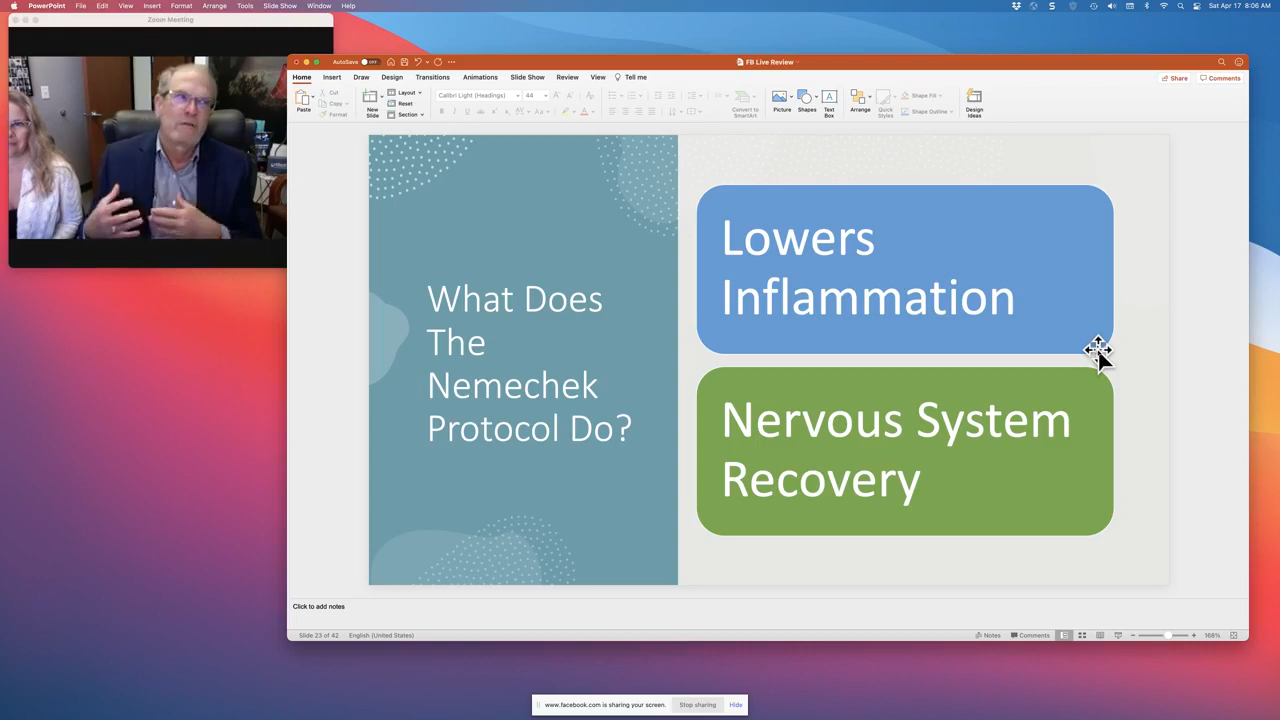 PowerPoint File Edit View Insert Format Arrange Tools Slide Show Window Help Sat Apr 17 8:06 AM
Zoom Meeting
AutoSave OFF FB Live Review
Home Insert Draw Design Transitions Animations Slide Show Review View Tell me Share Comments
Paste
Cut
Copy
Format
New Slide
Layout
Reset
Section
Calibri Light (Headings) 44
Convert to SmartArt
Picture
Shapes
Text Box
Arrange
Quick Styles
Shape Fill
Shape Outline
Design Ideas
What Does
The
Nemechek
Protocol Do?
Lowers
Inflammation
Nervous System
Recovery
Click to add notes
Slide 23 of 42 English (United States) Notes Comments 168%
www.facebook.com is sharing your screen. Stop sharing Hide